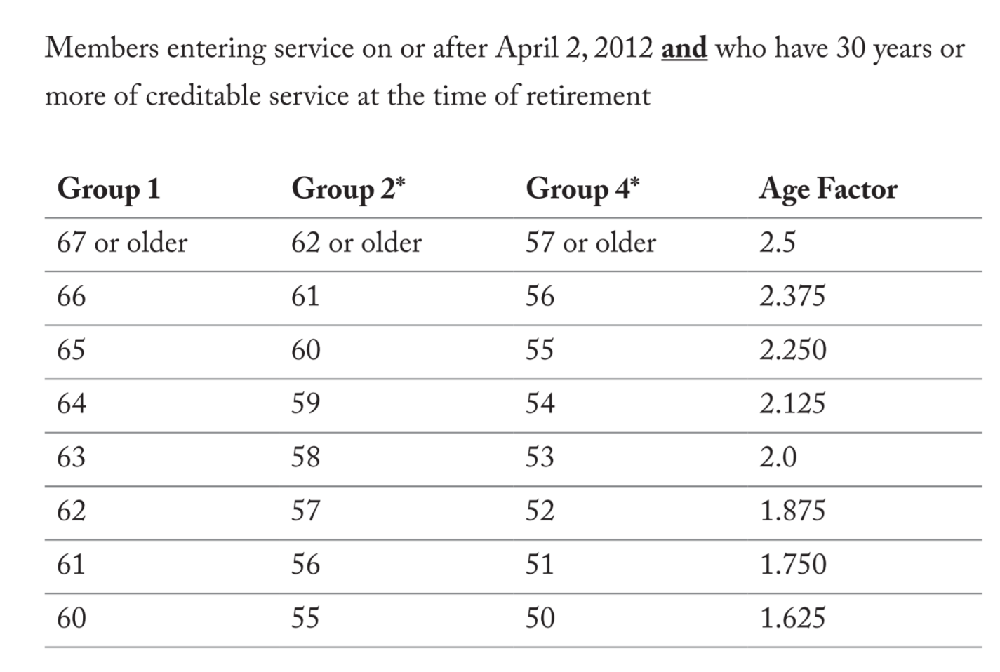 Members entering service on or after April 2, 2012 and who have 30 years or
more of creditable service at the time of retirement
Group 1 Group 2* Group 4* Age Factor
67 or older 62 or older 57 or older 2.5
66 61 56 2.375
65 60 55 2.250
64 59 54 2.125
63 58 53 2.0
62 57 52 1.875
61 56 51 1.750
60 55 50 1.625